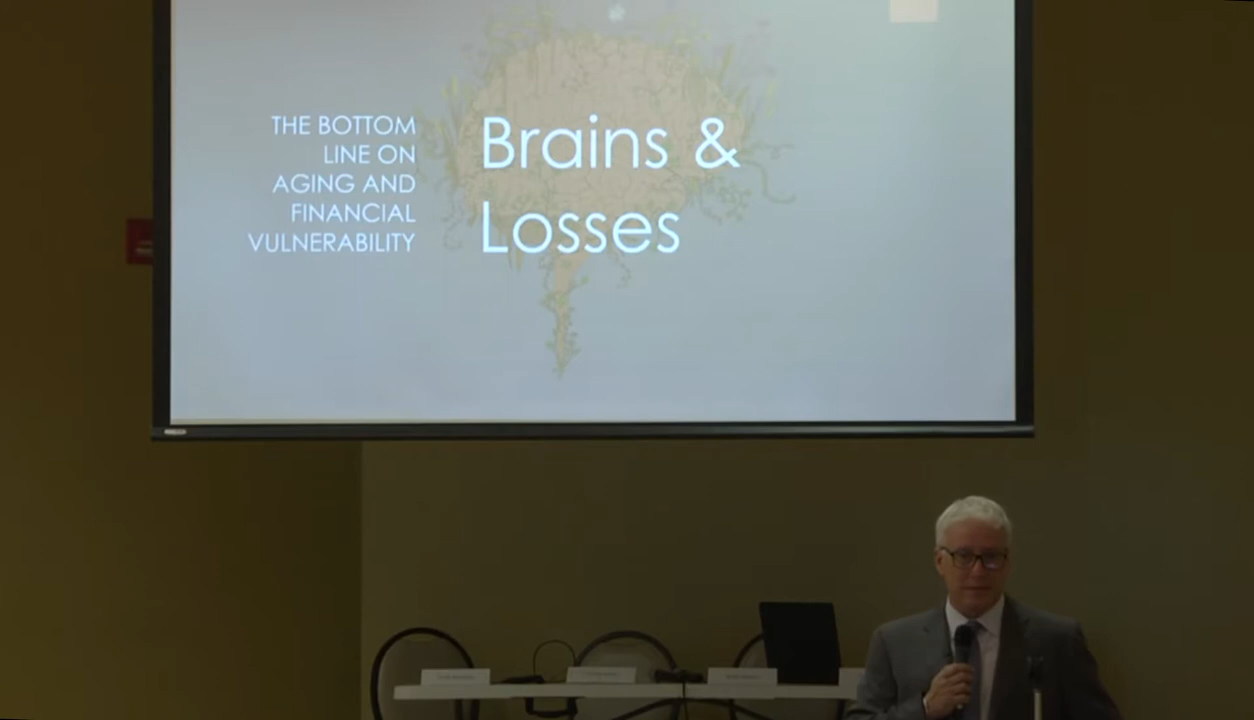 THE BOTTOM
LINE ON
AGING AND
FINANCIAL
VULNERABILITY
Brains &
Losses